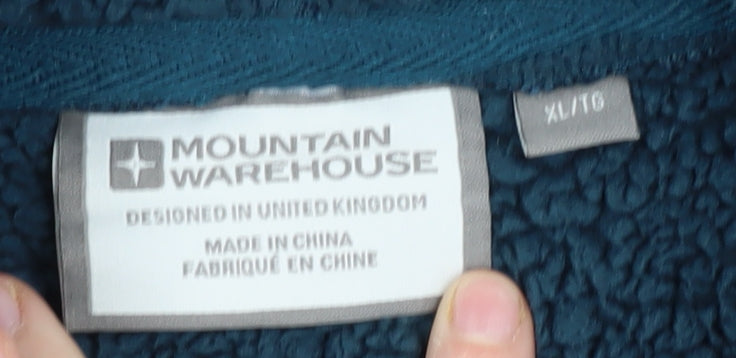 MOUNTAIN
WAREHOUSE
DESIGNED IN UNITED KINGDOM
MADE IN CHINA
FABRIQUÉ EN CHINE
XL/TG